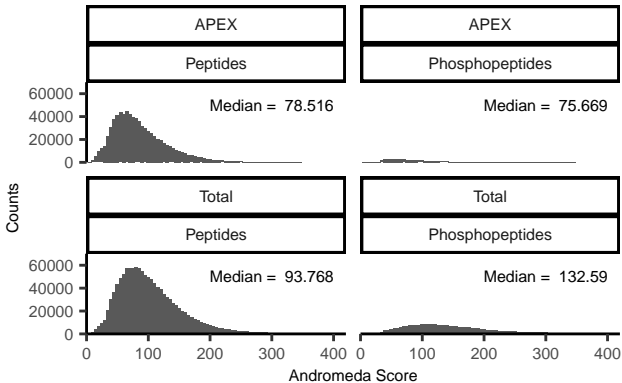 APEX
APEX
Peptides
Phosphopeptides
60000
40000
20000
0
Median = 78.516
Median = 75.669
Counts
Total
Total
Peptides
Phosphopeptides
60000
40000
20000
0
Median = 93.768
Median = 132.59
0 100 200 300 400 0 100 200 300 400
Andromeda Score